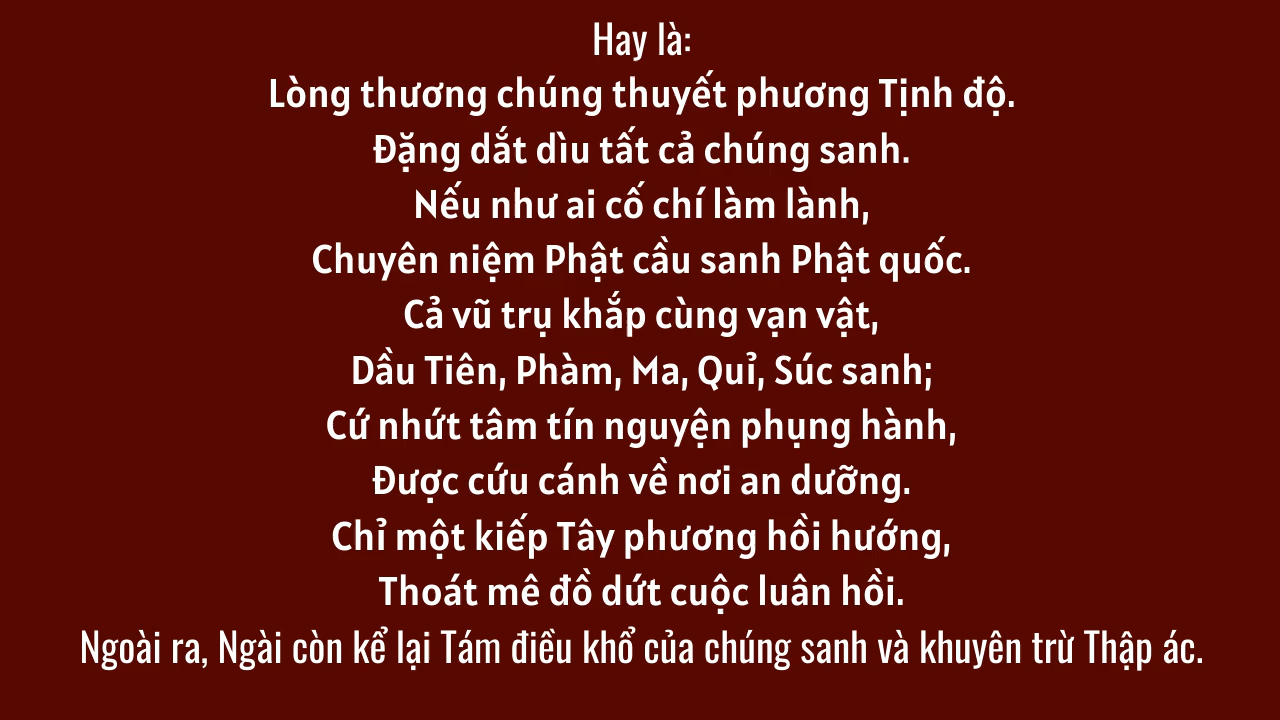 Hay là:
Lòng thương chúng thuyết phương Tịnh độ.
Đặng dắt dìu tất cả chúng sanh.
Nếu như ai cố chí làm lành,
Chuyên niệm Phật cầu sanh Phật quốc.
Cả vũ trụ khắp cùng vạn vật,
Dầu Tiên, Phàm, Ma, Quỉ, Súc sanh;
Cứ nhứt tâm tín nguyện phụng hành,
Được cứu cánh về nơi an dưỡng.
Chỉ một kiếp Tây phương hồi hướng,
Thoát mê đồ dứt cuộc luân hồi.
Ngoài ra, Ngài còn kể lại Tám điều khổ của chúng sanh và khuyên trừ Thập ác.